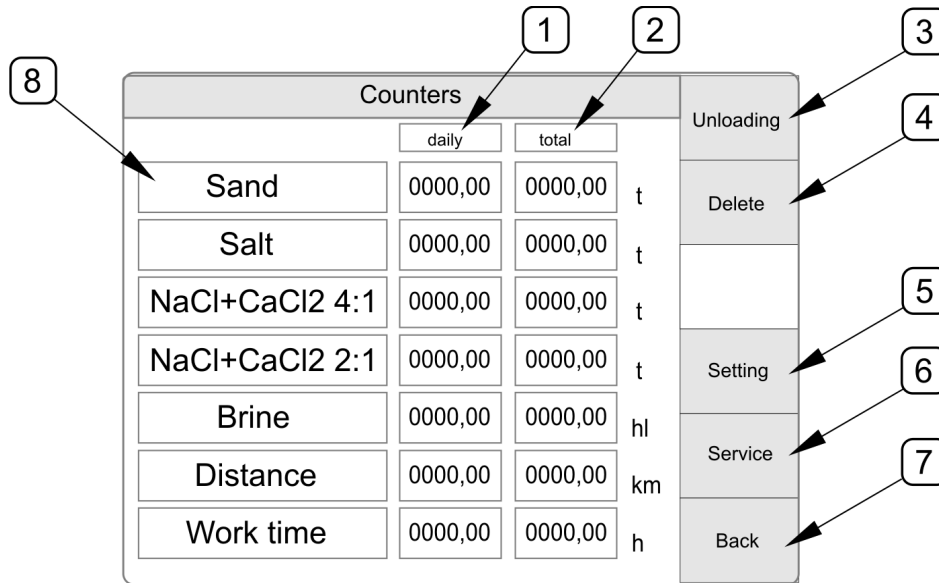 1
2
3
8
Counters
Unloading
4
daily
total
Sand
0000,00
0000,00
t
Delete
Salt
0000,00
0000,00
t
NaCl+CaCl2 4:1
0000,00
0000,00
t
5
NaCl+CaCl2 2:1
0000,00
0000,00
t
Setting
6
Brine
0000,00
0000,00
hl
Service
7
Distance
0000,00
0000,00
km
Work time
0000,00
0000,00
h
Back